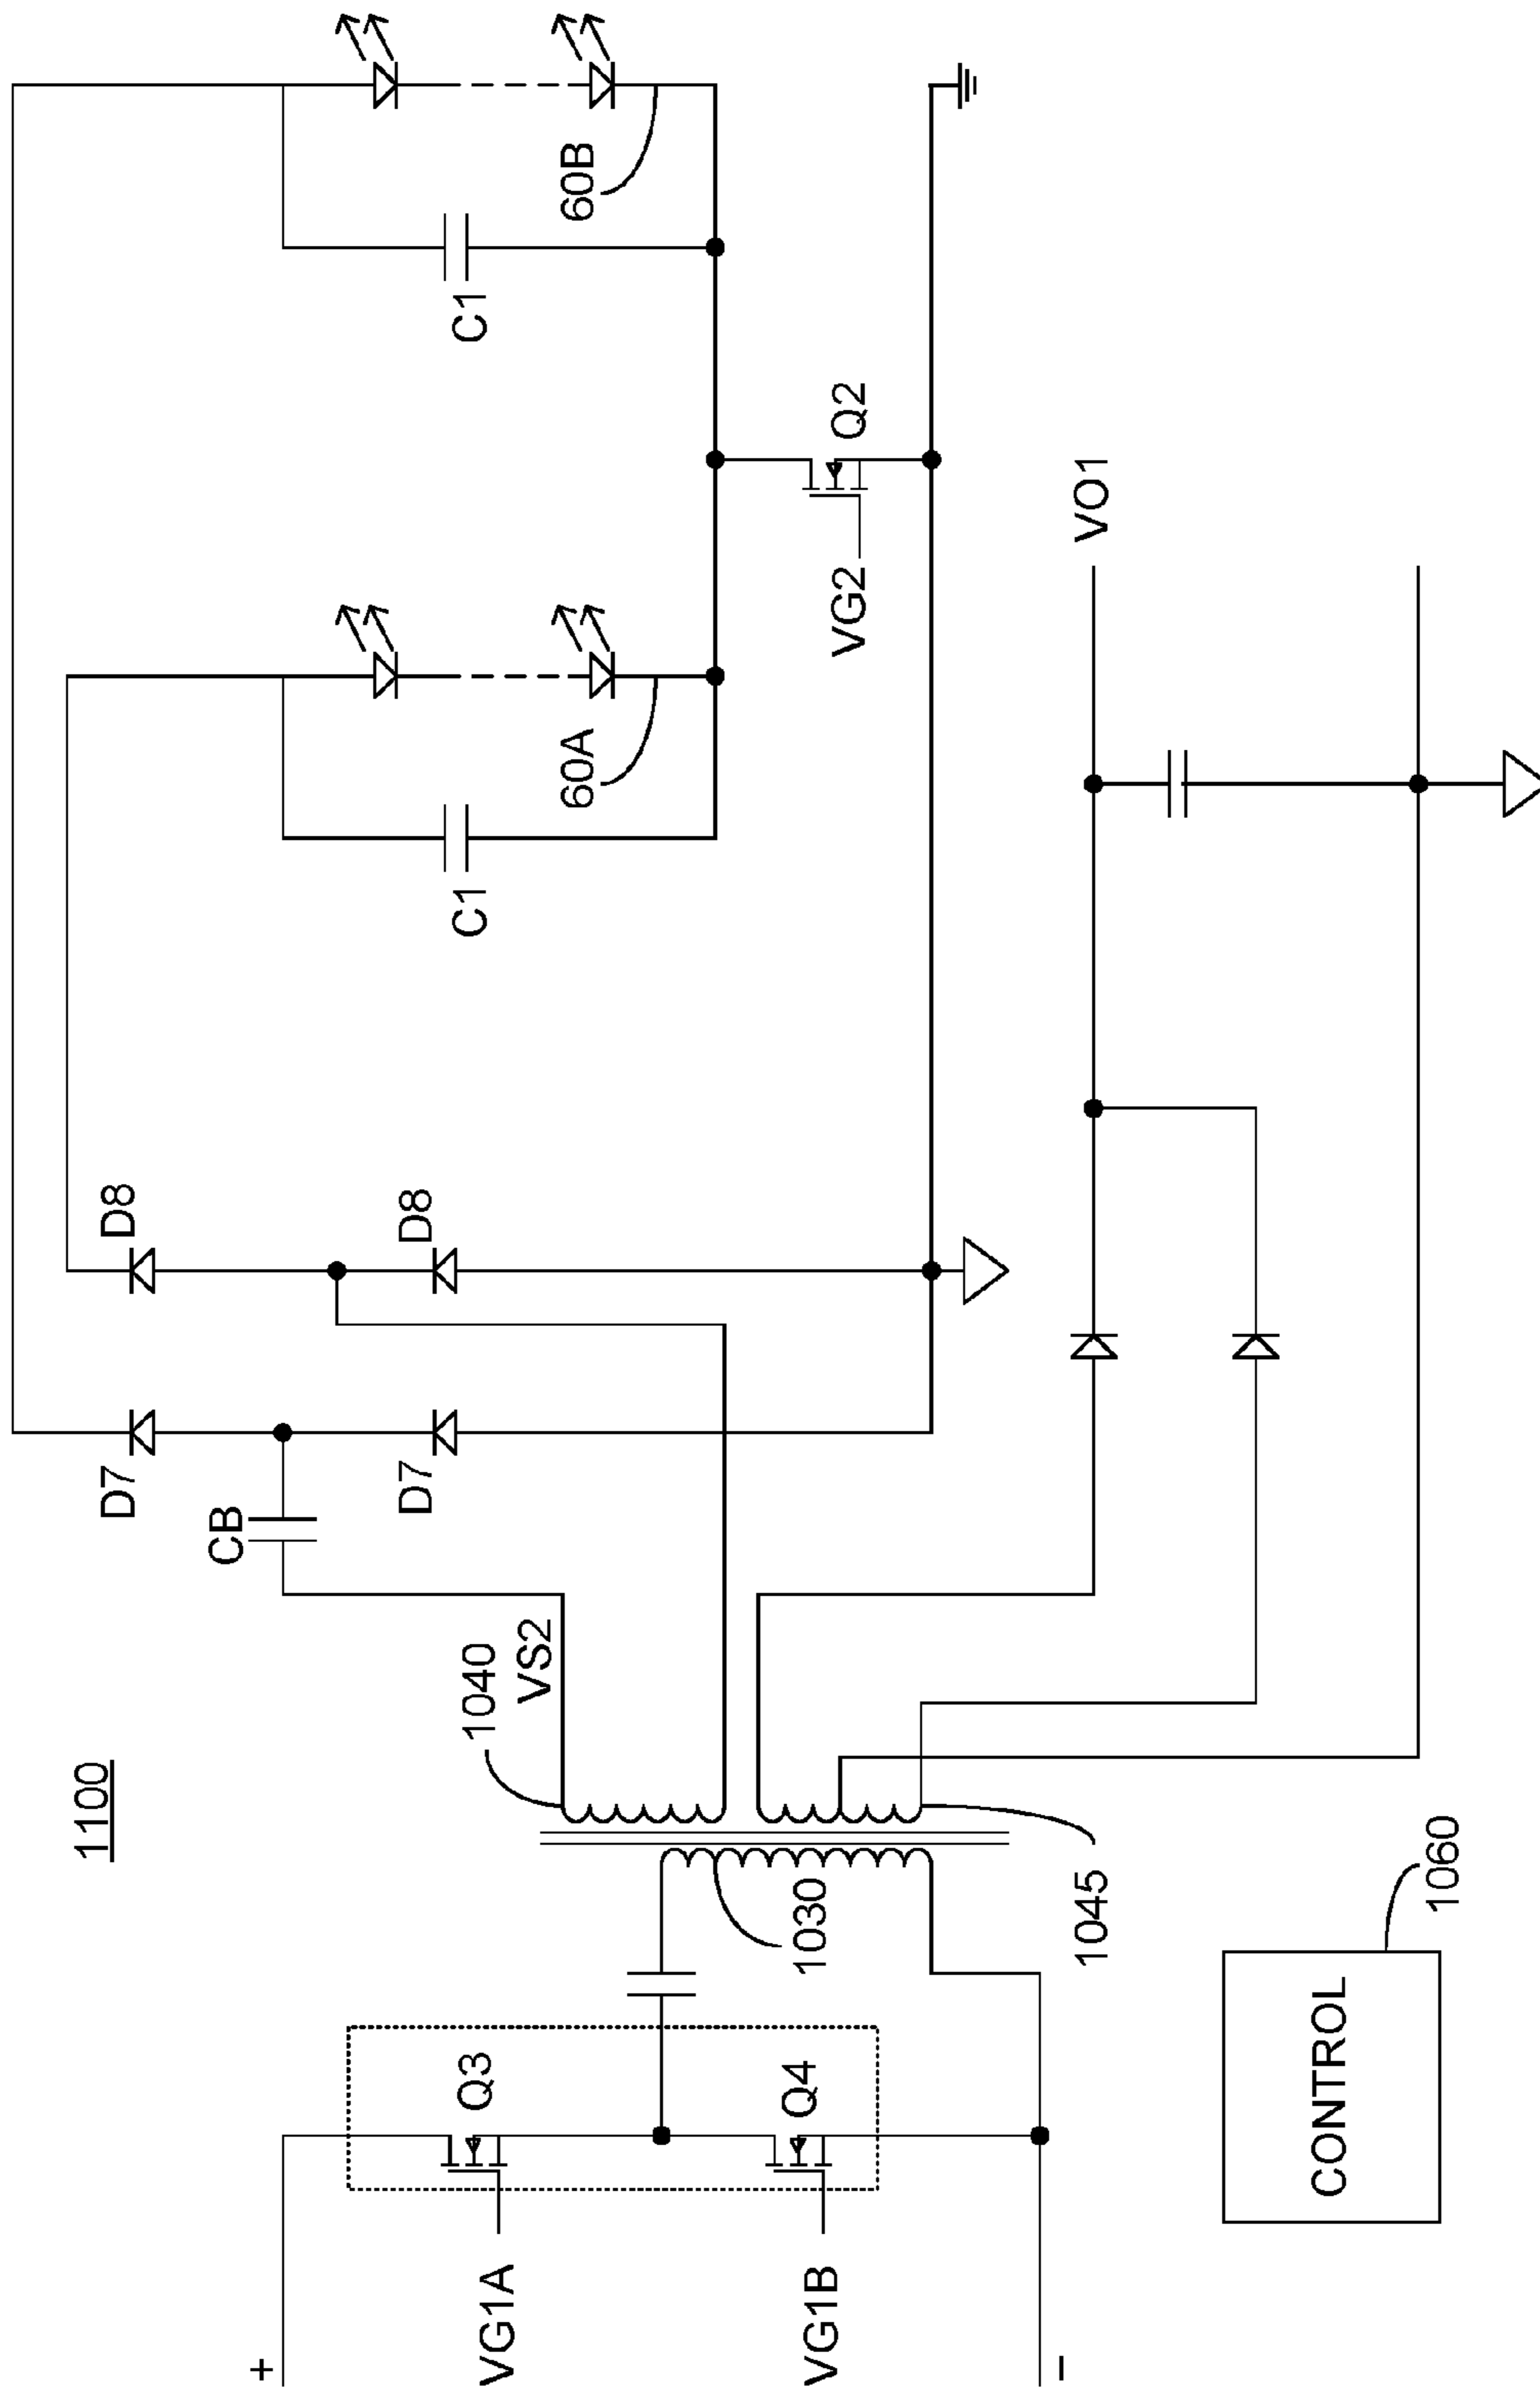 1100
D7
D8
CB
D7
D8
1040
VS2
C1
60A
C1
60B
+
VG1A
Q3
1030
VG1B
Q4
VG2
Q2
1045
VO1
−
CONTROL
1060